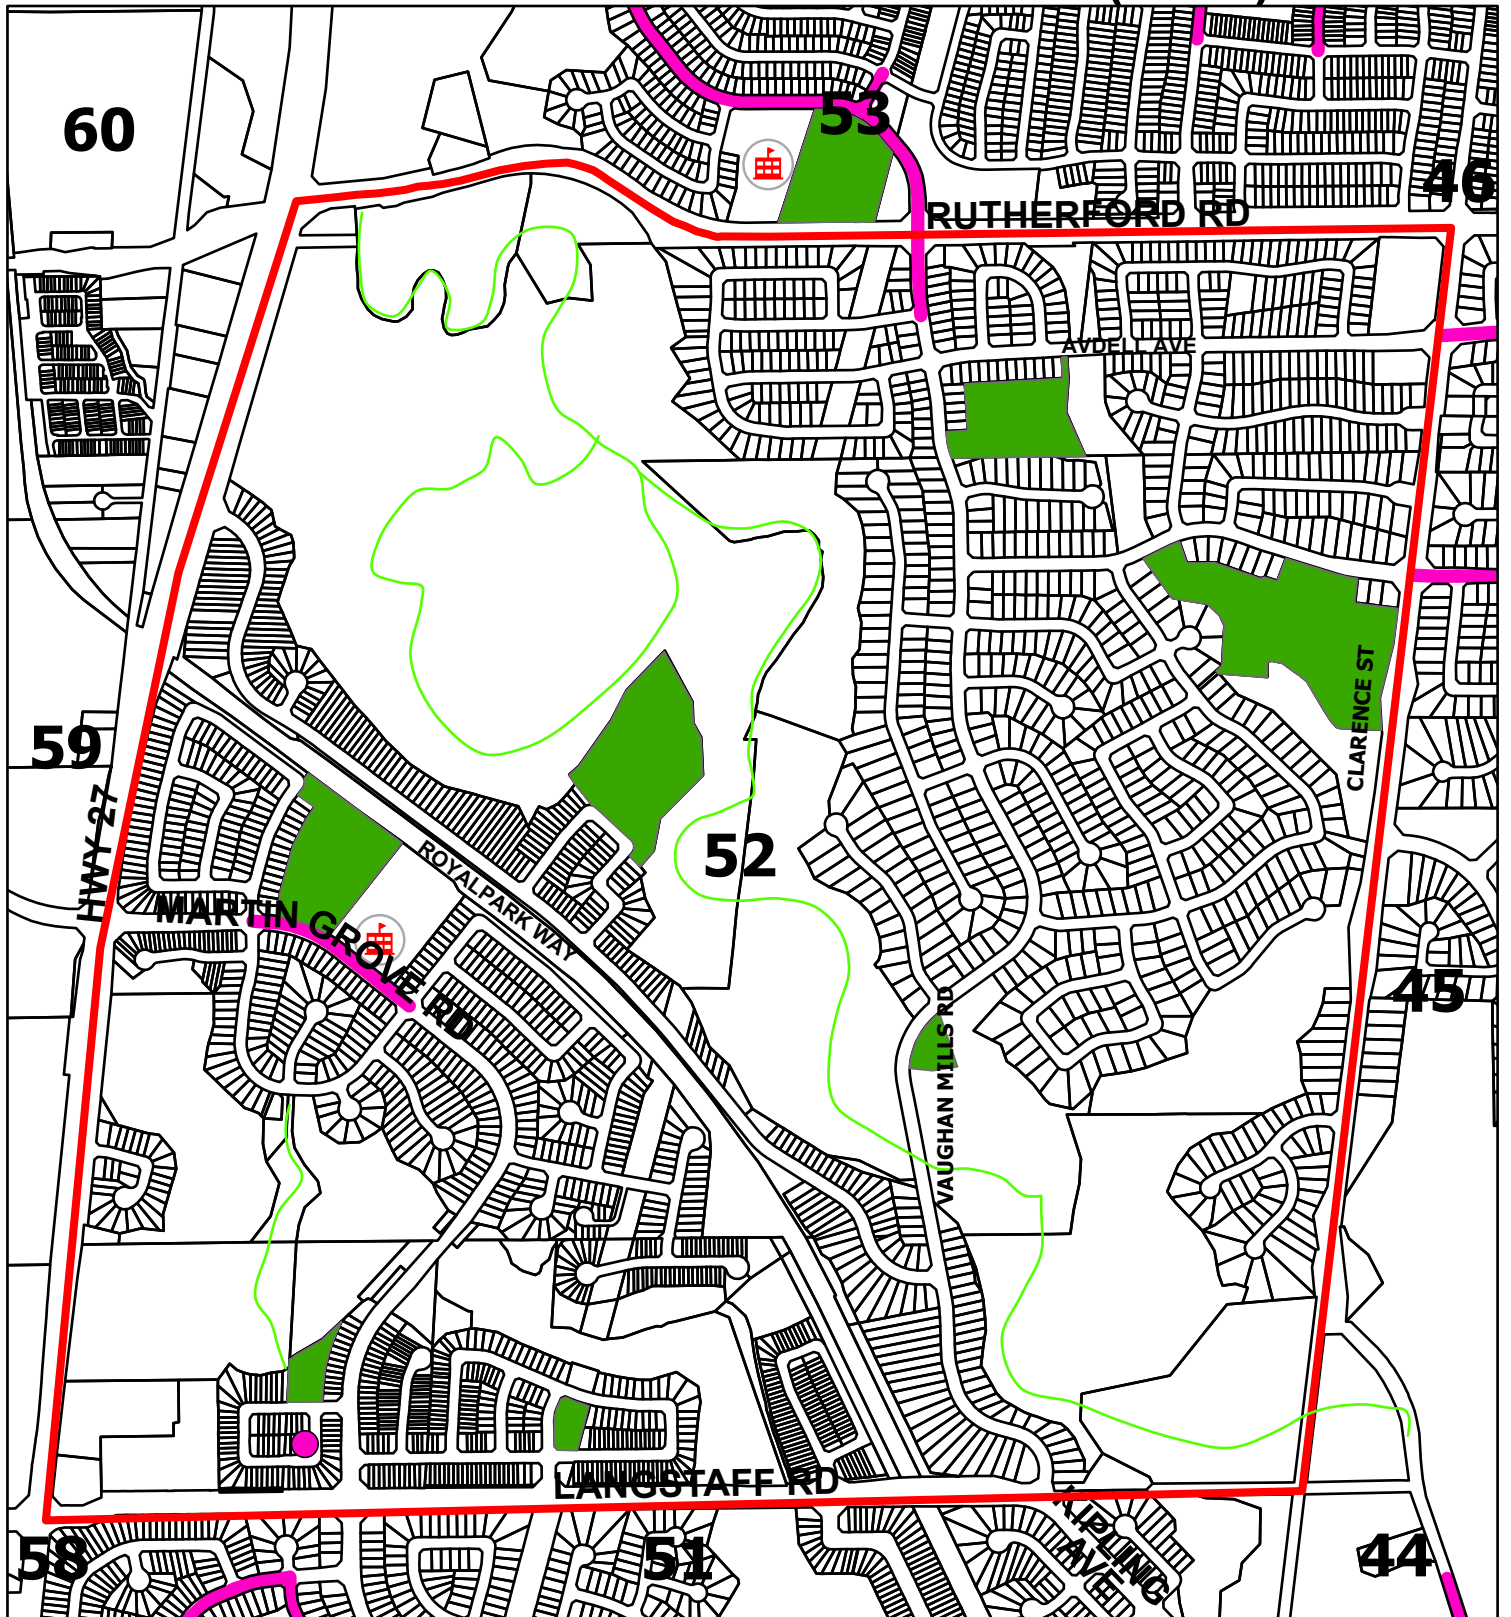 60
53
46
RUTHERFORD RD
AVDELL AVE
CLARENCE ST
59
HWY 27
52
ROYALPARK WAY
MARTIN GROVE RD
45
VAUGHAN MILLS RD
LANGSTAFF RD
KIPLING
AVE
58
51
44